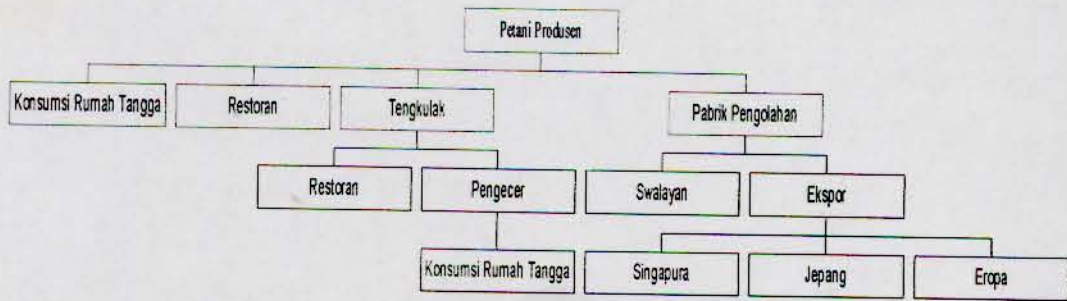 Petani Produsen
Konsumsi Rumah Tangga
Restoran
Tengkulak
Pabrik Pengolahan
Restoran
Pengecer
Swalayan
Ekspor
Konsumsi Rumah Tangga
Singapura
Jepang
Eropa